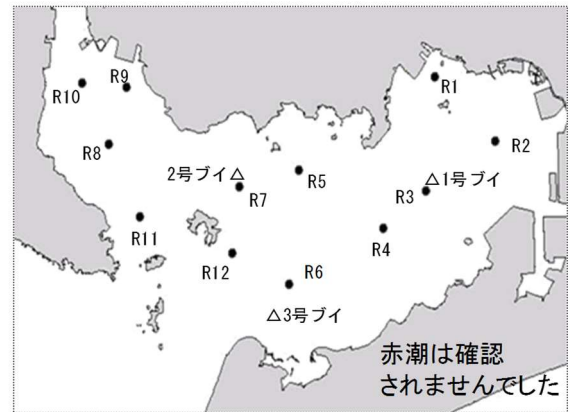 R9
R10
R1
R8
R2
2号ブイ△
R5
△1号ブイ
R7
R3
R11
R4
R12
R6
△3号ブイ
赤潮は確認
されませんでした